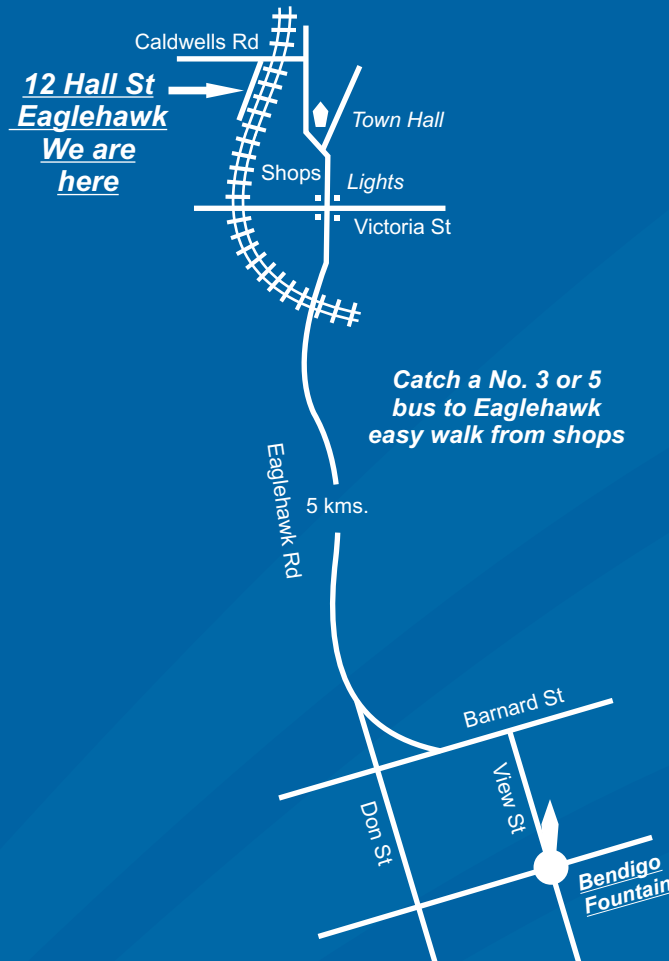 Caldwells Rd
12 Hall St
Eaglehawk
We are
here
Town Hall
Shops
Lights
Victoria St
Catch a No. 3 or 5
bus to Eaglehawk
easy walk from shops
Eaglehawk Rd
5 kms.
Barnard St
View St
Don St
Bendigo
Fountain